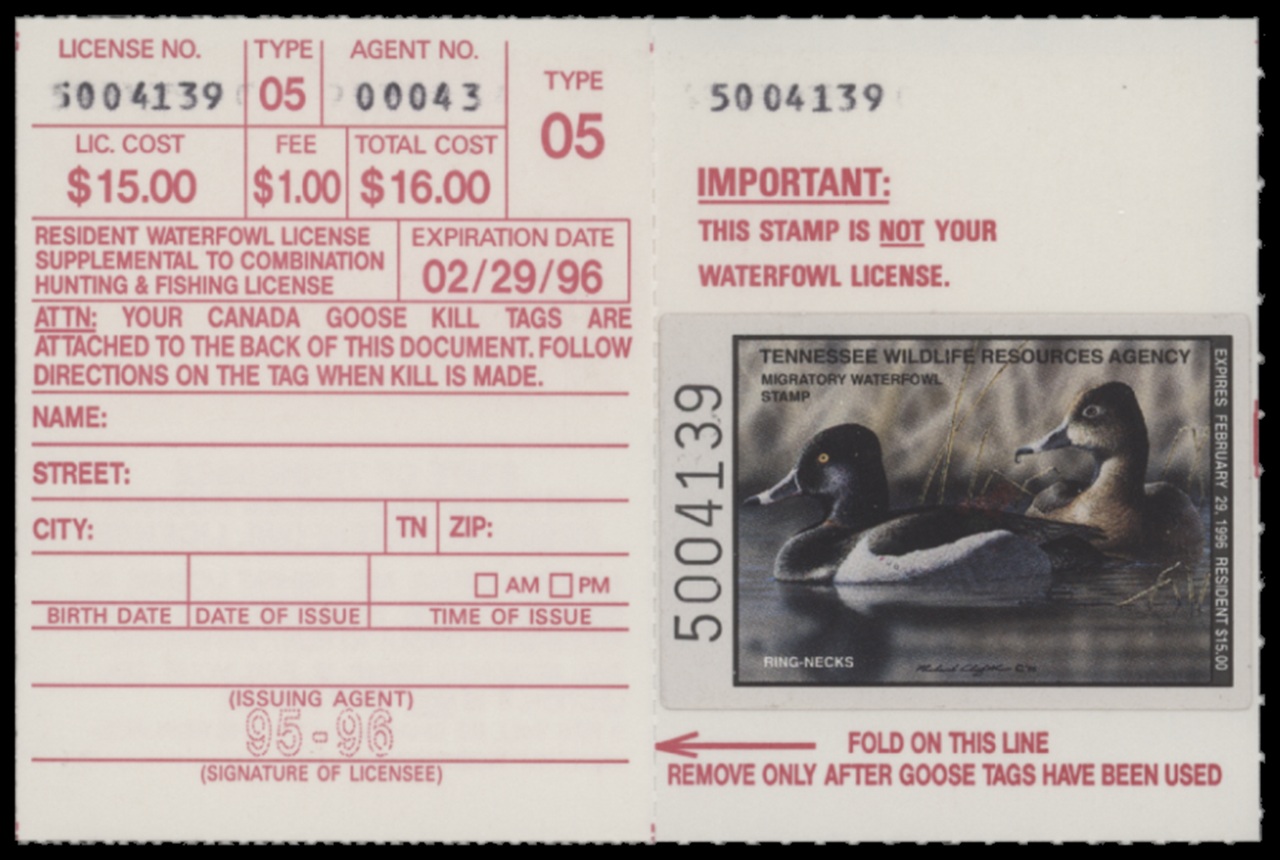 LICENSE NO. TYPE AGENT NO.
5004139 05 00043
TYPE
05
LIC. COST FEE TOTAL COST
$15.00 $1.00 $16.00
RESIDENT WATERFOWL LICENSE
SUPPLEMENTAL TO COMBINATION
HUNTING & FISHING LICENSE
EXPIRATION DATE
02/29/96
ATTN: YOUR CANADA GOOSE KILL TAGS ARE
ATTACHED TO THE BACK OF THIS DOCUMENT. FOLLOW
DIRECTIONS ON THE TAG WHEN KILL IS MADE.
NAME:
STREET:
CITY: TN ZIP:
AM PM
BIRTH DATE DATE OF ISSUE TIME OF ISSUE
(ISSUING AGENT)
95-96
(SIGNATURE OF LICENSEE)
5004139
IMPORTANT:
THIS STAMP IS NOT YOUR
WATERFOWL LICENSE.
5004139
TENNESSEE WILDLIFE RESOURCES AGENCY
MIGRATORY WATERFOWL
STAMP
EXPIRES FEBRUARY 29, 1996 RESIDENT $15.00
RING-NECKS
FOLD ON THIS LINE
REMOVE ONLY AFTER GOOSE TAGS HAVE BEEN USED